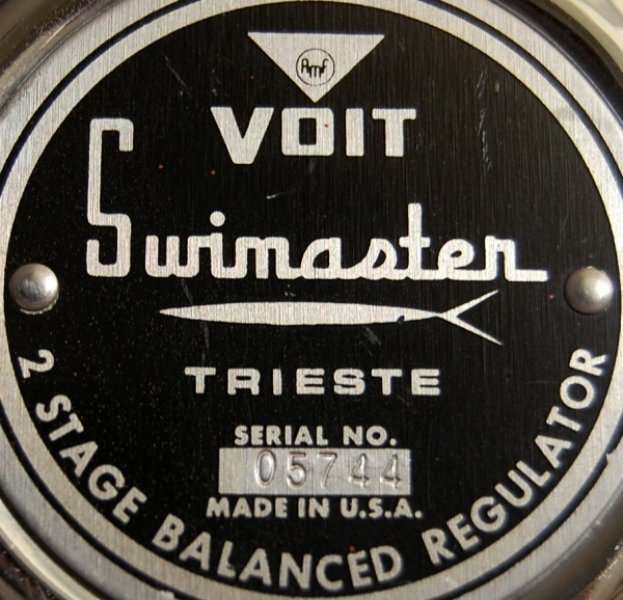 AMF
VOIT
Swimaster
TRIESTE
SERIAL NO.
05744
MADE IN U.S.A.
2 STAGE BALANCED REGULATOR